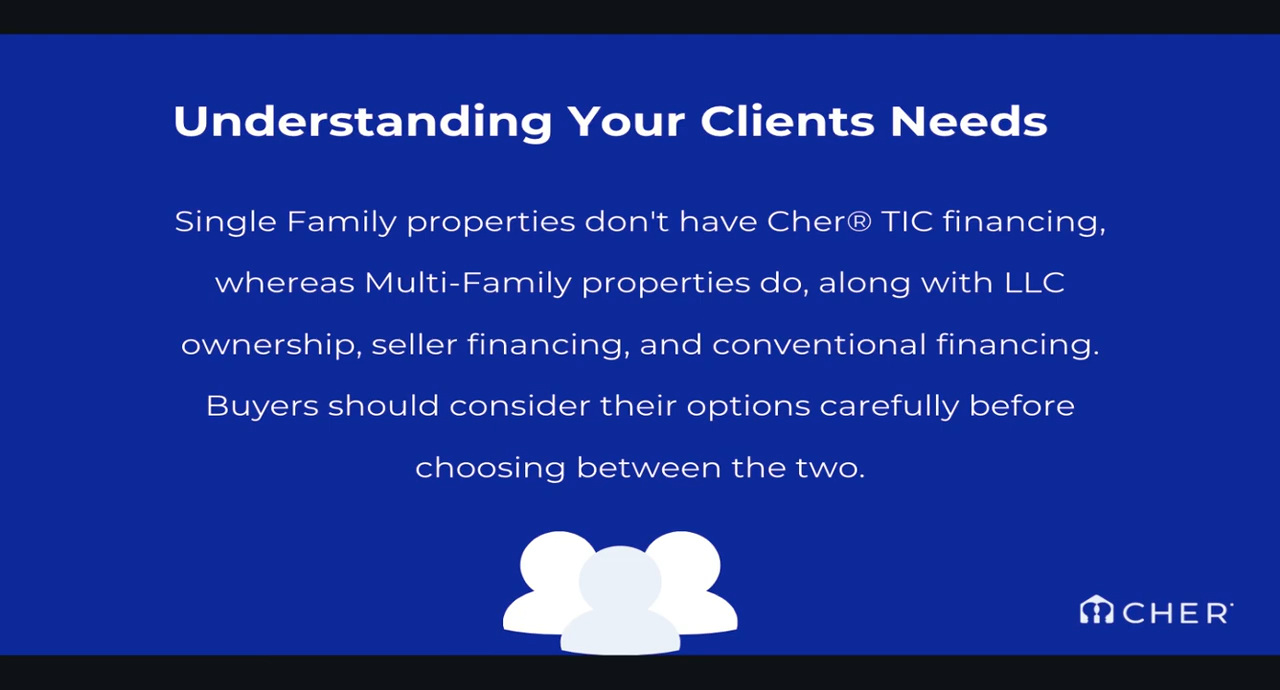 Understanding Your Clients Needs
Single Family properties don't have Cher® TIC financing,
whereas Multi-Family properties do, along with LLC
ownership, seller financing, and conventional financing.
Buyers should consider their options carefully before
choosing between the two.
CHER